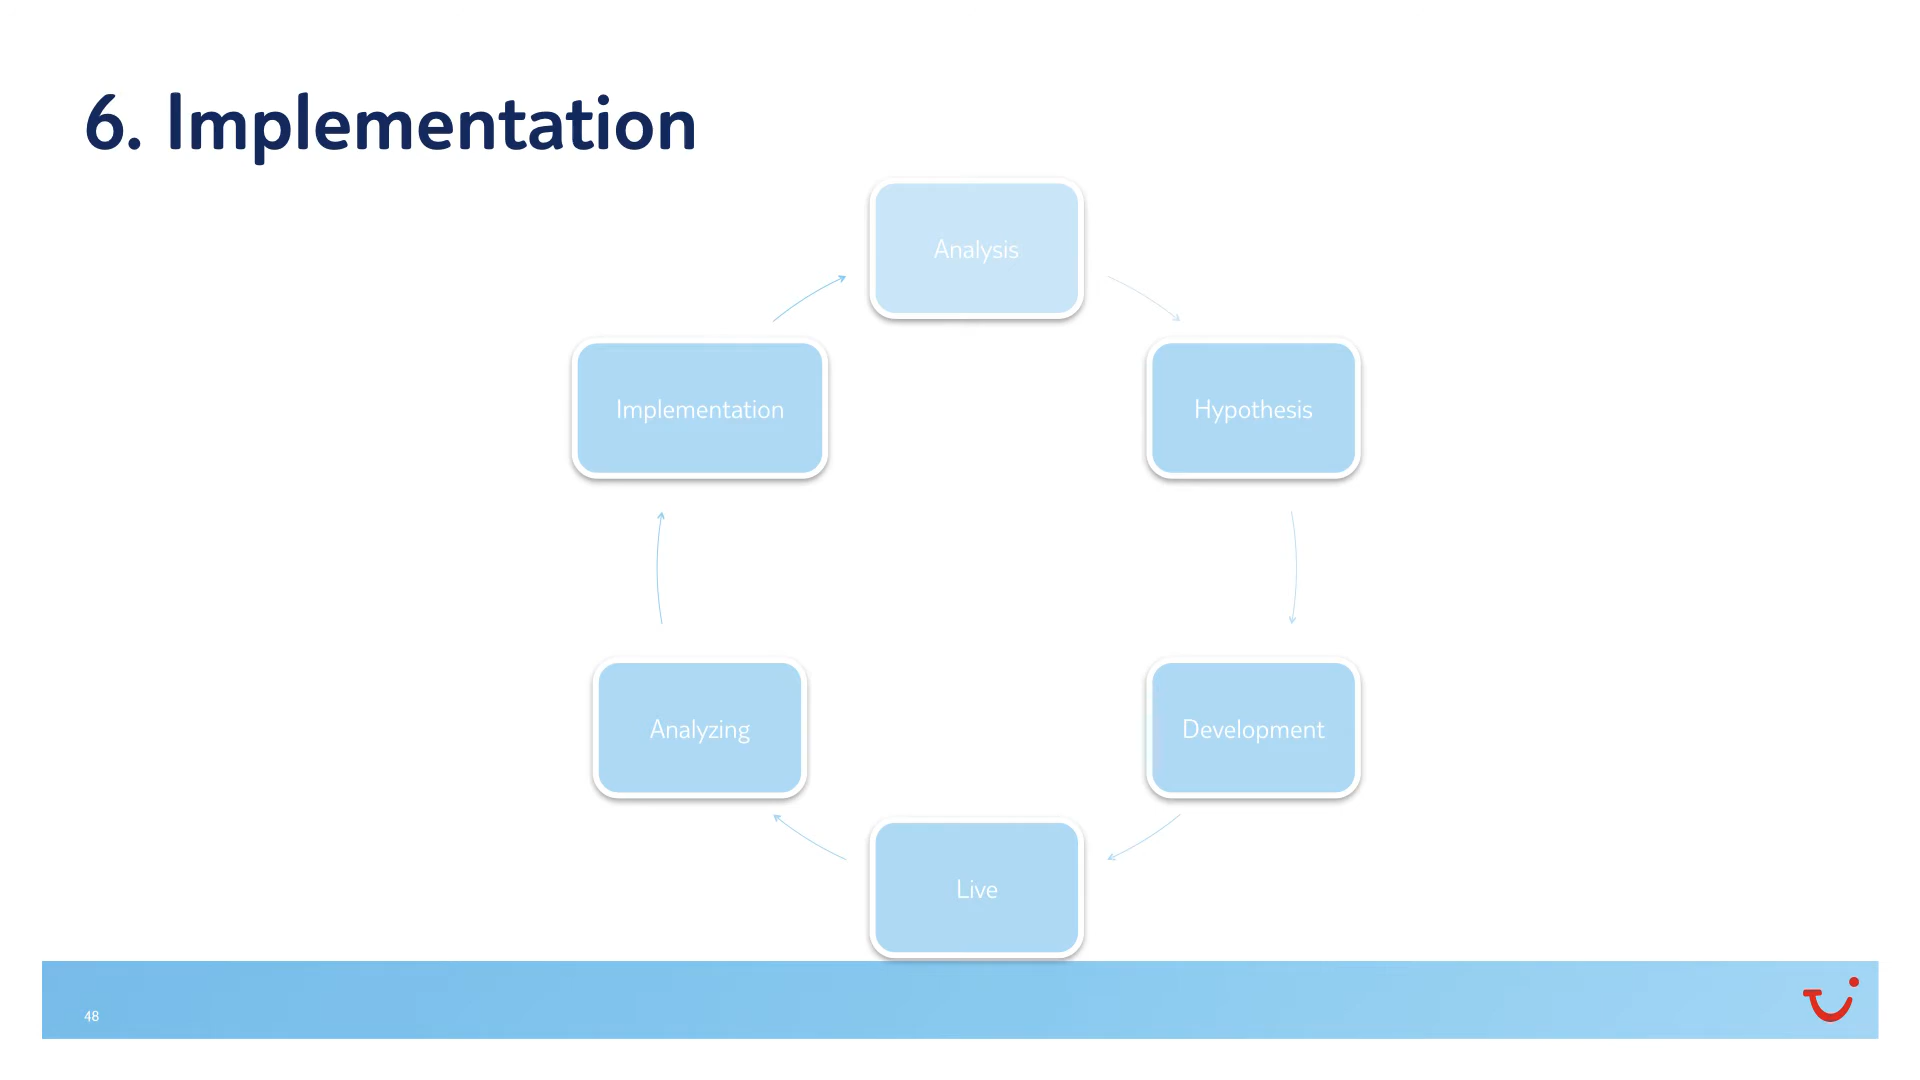 6. Implementation
Analysis
Implementation
Hypothesis
Analyzing
Development
Live
48